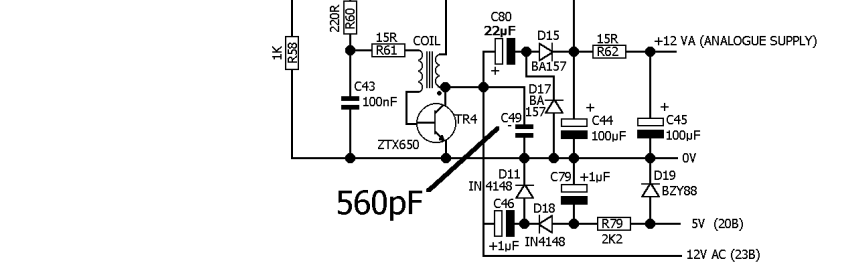 C80
22µF
D15
BA157
220R
R60
15R
R61
COIL
15R
R62
+12 VA (ANALOGUE SUPPLY)
1K
R58
C43
100nF
D17
BA
157
C49
-
+
+
+
C44
100µF
C45
100µF
TR4
ZTX650
0V
560pF
D11
IN4148
C79
+1µF
D19
BZY88
C46
+1µF
D18
IN4148
R79
2K2
5V (20B)
12V AC (23B)